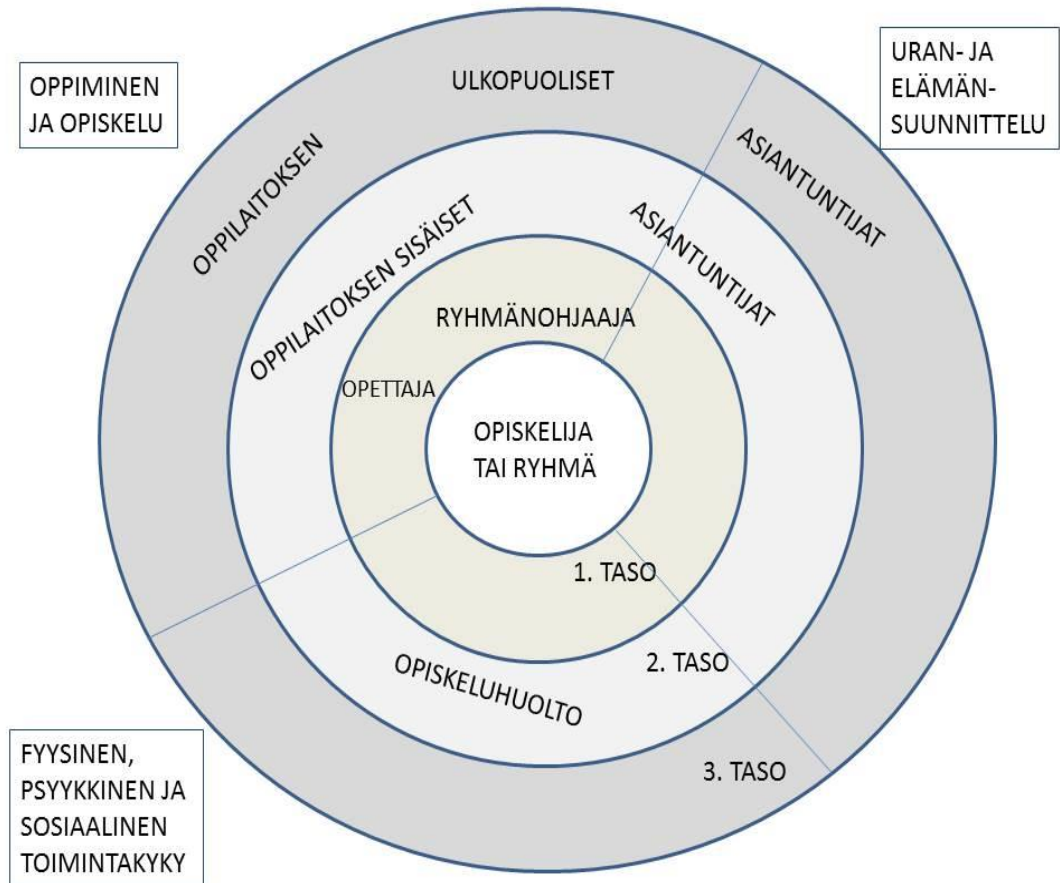 OPPIMINEN
JA OPISKELU
URAN- JA
ELÄMÄN-
SUUNNITTELU
OPPILAITOKSEN
ULKOPUOLISET
ASIANTUNTIJAT
OPPILAITOKSEN SISÄISET
ASIANTUNTIJAT
RYHMÄNOHJAAJA
OPETTAJA
OPISKELIJA
TAI RYHMÄ
1. TASO
2. TASO
OPISKELUHUOLTO
3. TASO
FYYSINEN,
PSYYKKINEN JA
SOSIAALINEN
TOIMINTAKYKY